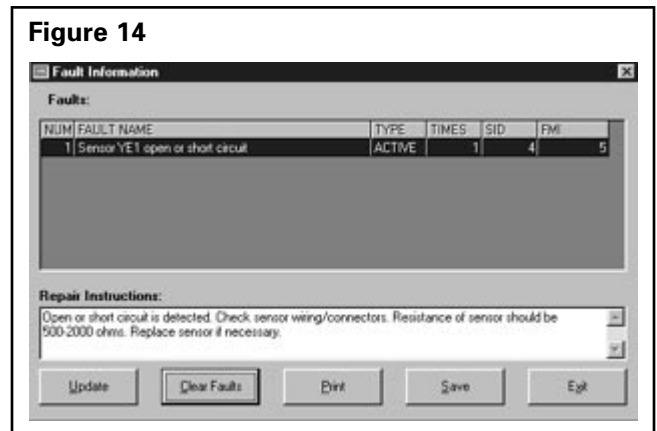 Figure 14
Fault Information
Faults:
NUM FAULT NAME TYPE TIMES SID FMI
1 Sensor YE1 open or short circuit ACTIVE 1 4 5
Repair Instructions:
Open or short circuit is detected. Check sensor wiring/connectors. Resistance of sensor should be
500-2000 ohms. Replace sensor if necessary.
Update Clear Faults Print Save Exit